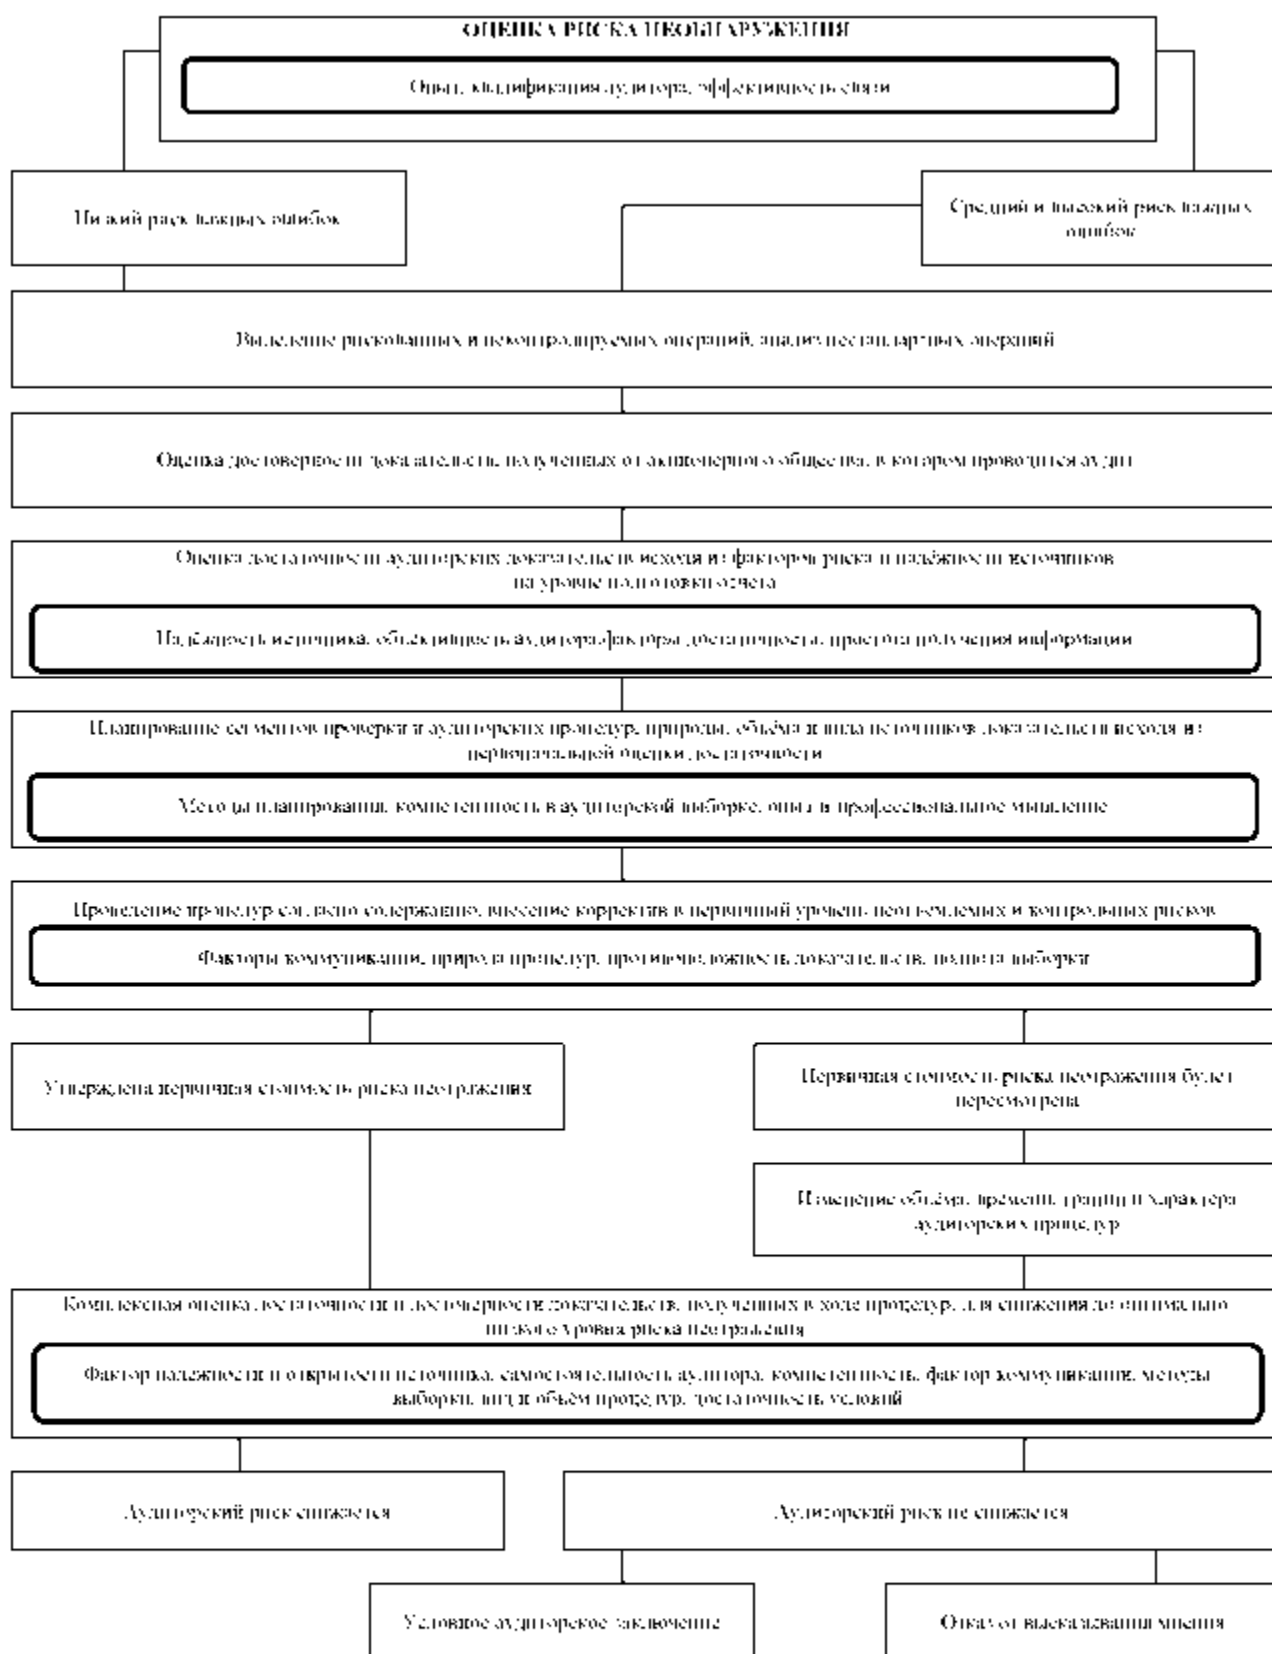 ОЦЕНКА РИСКА НЕОБНАРУЖЕНИЯ
Опыт, квалификация аудитора, эффективность связи
Низкий риск важных ошибок
Средний и высокий риск важных
ошибок
Выделение рискованных и неконтролируемых операций, анализ нестандартных операций
Оценка достоверности доказательств, полученных от акционерного общества, в котором проводится аудит
Оценка достаточности аудиторских доказательств исходя из факторов риска и надёжности источников
на уровне подготовки отчета
Надёжность источника, объективность аудитора, факторы достаточности, простота получения информации
Планирование сегментов проверки и аудиторских процедур, природы, объёма и вида источников доказательств исходя из
первоначальной оценки достаточности
Методы планирования, компетентность в аудиторской выборке, опыт и профессиональное мышление
Проведение процедур согласно содержанию, внесение корректив в первичный уровень неотъемлемых и контрольных рисков
Факторы коммуникации, природа процедур, противоположность доказательств, полнота выборки
Утверждена первичная стоимость риска неотражения
Первичная стоимость риска неотражения будет
пересмотрена
Изменение объёма, времени, границ и характера
аудиторских процедур
Комплексная оценка достаточности и достоверности доказательств, полученных в ходе процедур, для снижения до оптимально
низкого уровня риска неотражения
Фактор надежности и открытости источника, самостоятельность аудитора, компетентность, фактор коммуникации, методы
выборки, вид и объем процедур, достаточность условий
Аудиторский риск снижается
Аудиторский риск не снижается
Условное аудиторское заключение
Отказ от высказывания мнения